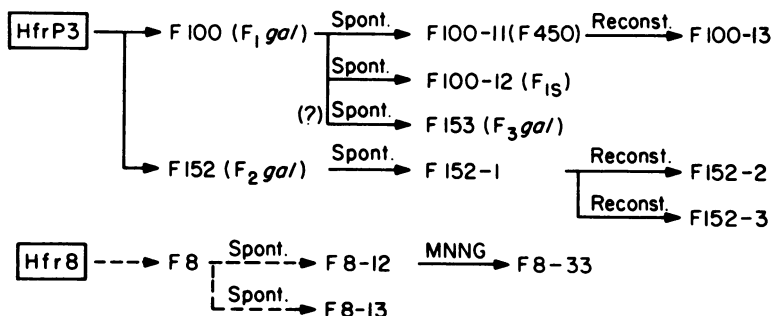 HfrP3 F100 (F1 gal) Spont. F100-11(F450) Reconst. F100-13
Spont. F100-12 (F1S)
(?) Spont. F153 (F3 gal)
F152 (F2 gal) Spont. F152-1 Reconst. F152-2
Reconst. F152-3
Hfr8 F8 Spont. F8-12 MNNG F8-33
Spont. F8-13